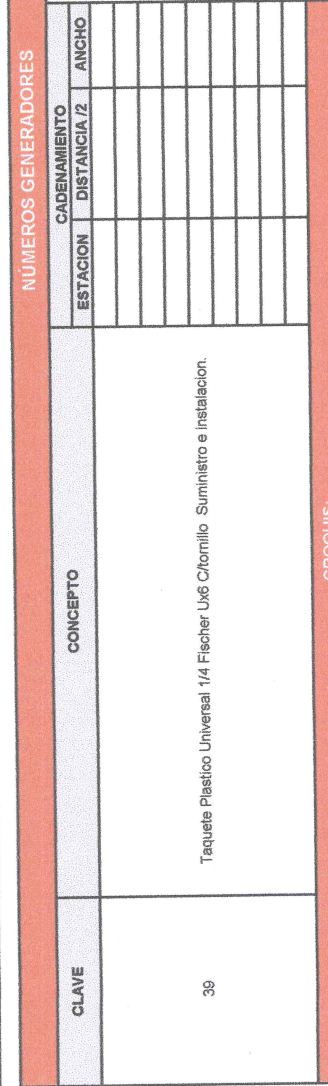 NÚMEROS GENERADORES
CLAVE CONCEPTO CADENAMIENTO
ESTACION DISTANCIA /2 ANCHO
39 Taquete Plastico Universal 1/4 Fischer Ux6 C/tornillo Suministro e instalacion.